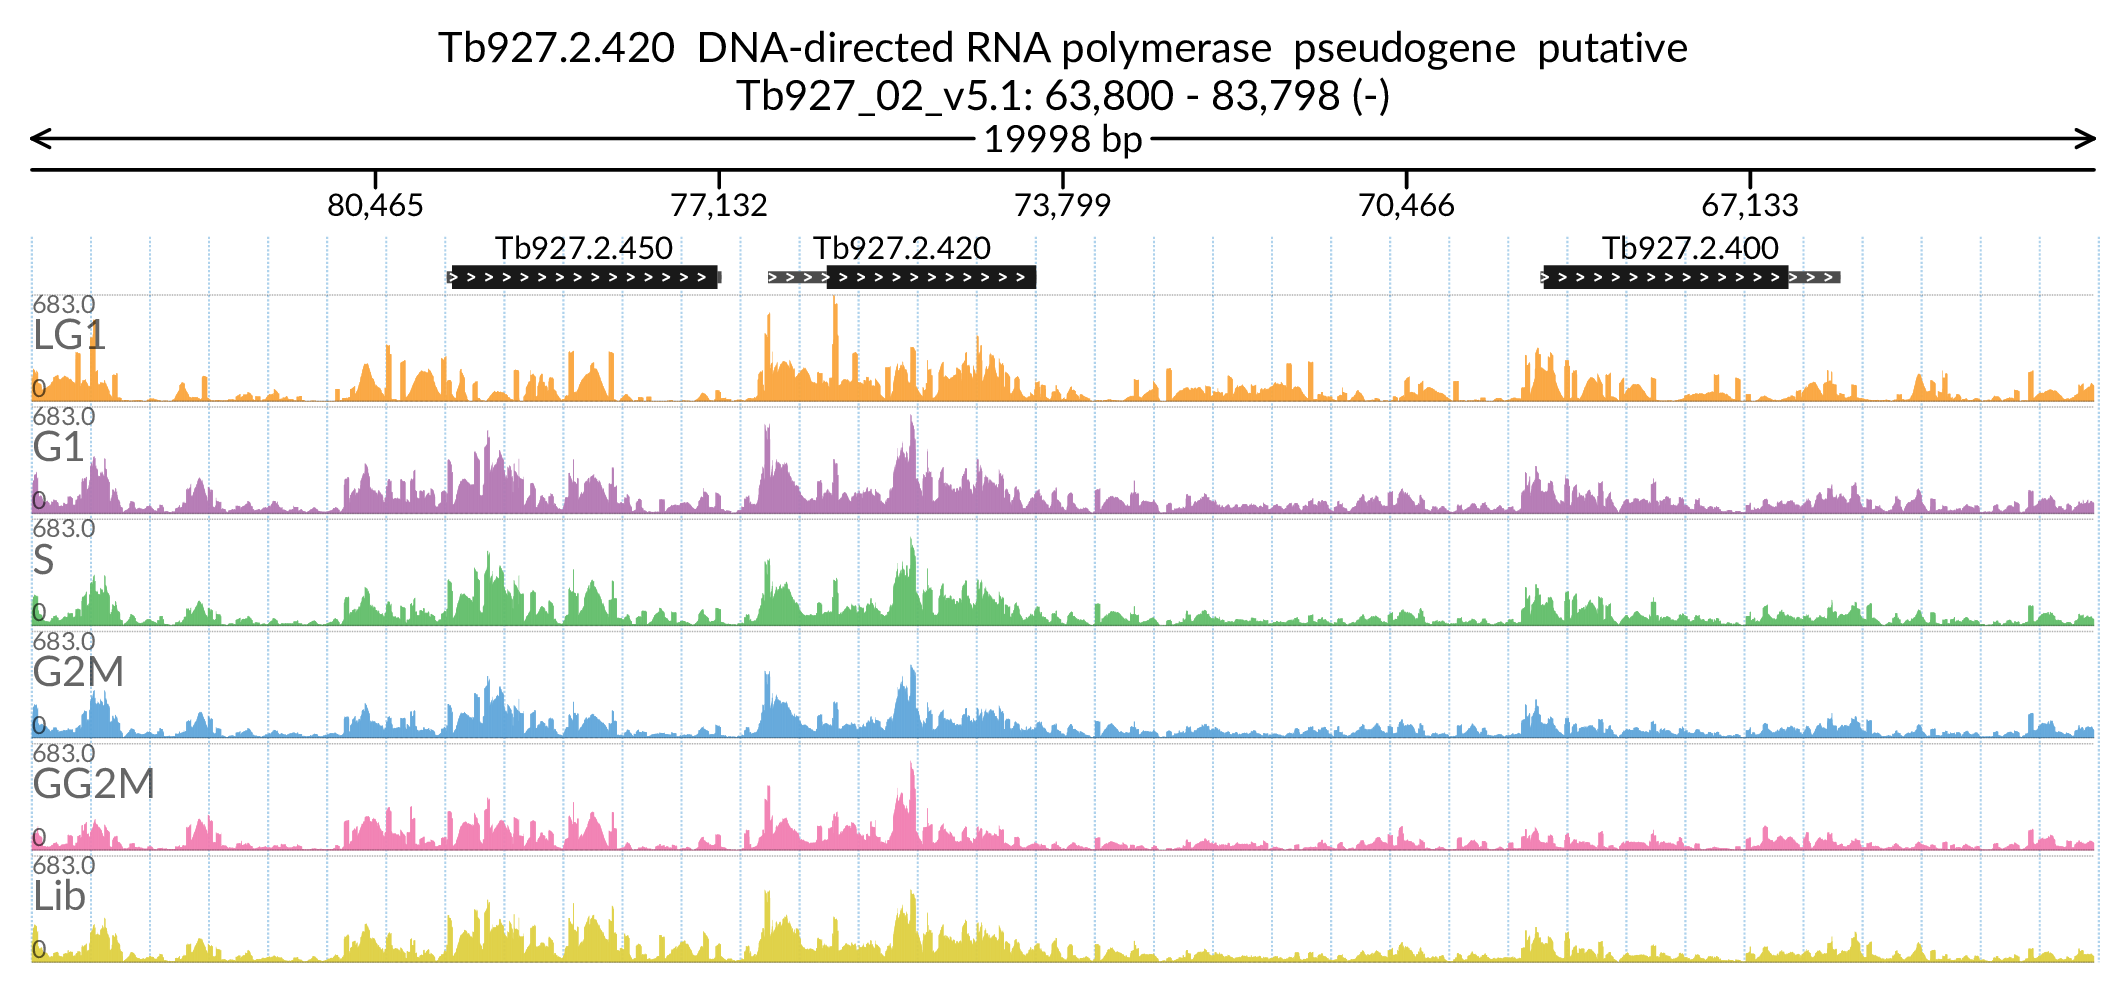 Tb927.2.420 DNA-directed RNA polymerase pseudogene putative
Tb927_02_v5.1: 63,800 - 83,798 (-)
19998 bp
80,465 77,132 73,799 70,466 67,133
Tb927.2.450 Tb927.2.420 Tb927.2.400
683.0
LG1
0
683.0
G1
0
683.0
S
0
683.0
G2M
0
683.0
GG2M
0
683.0
Lib
0